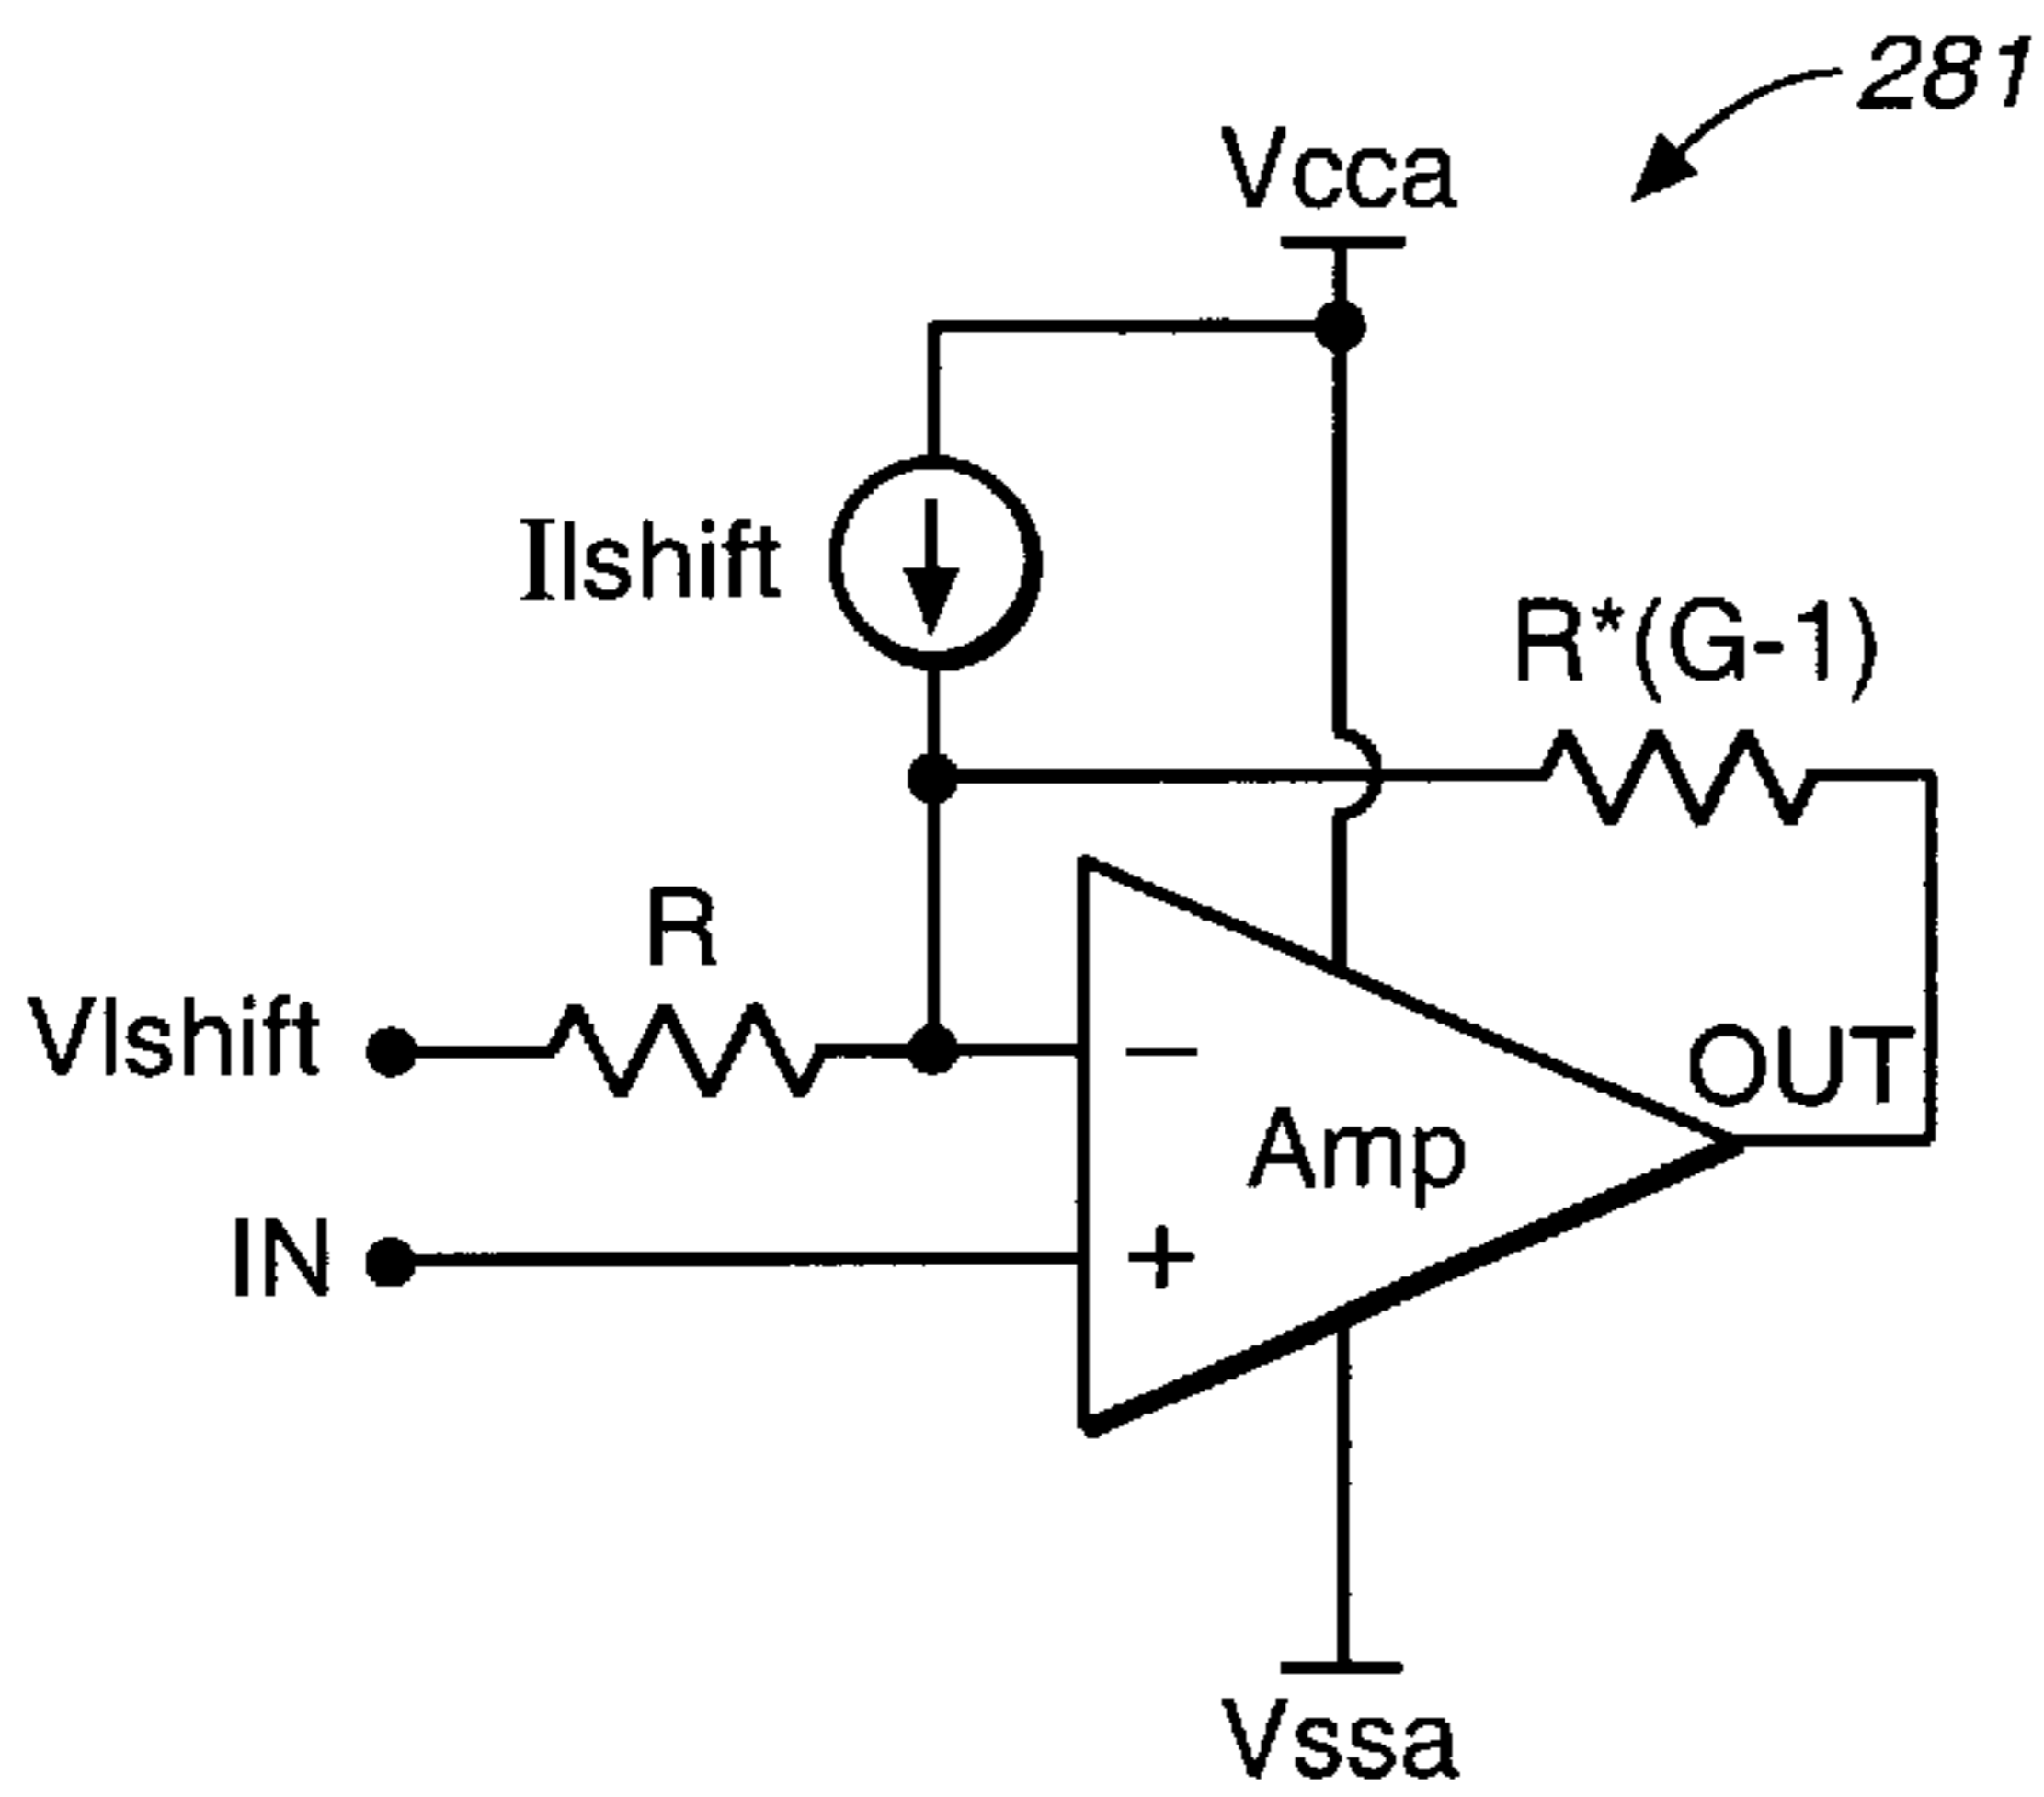 281
Vcca
Ilshift
R*(G-1)
R
Vlshift
OUT
Amp
IN
−
+
Vssa